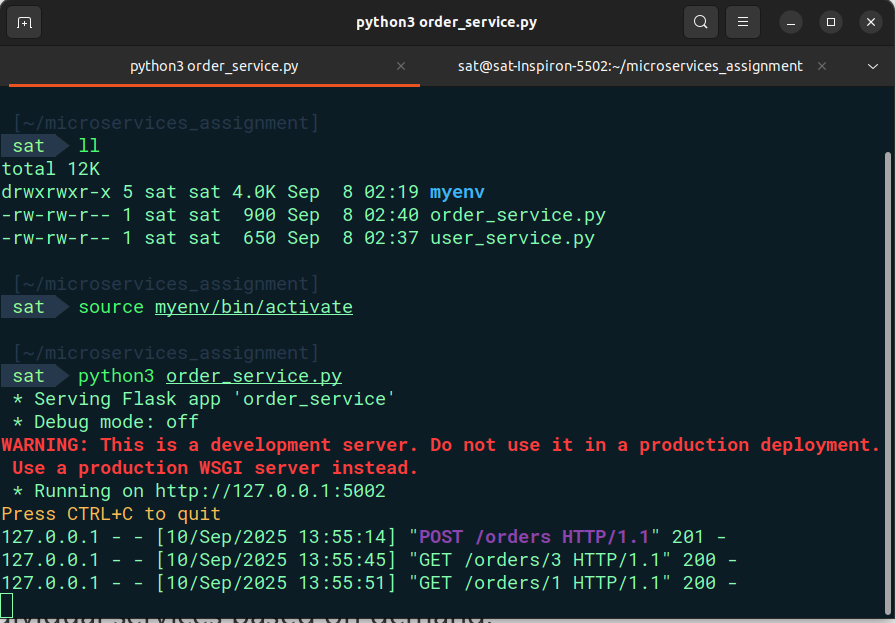 python3 order_service.py
python3 order_service.py
sat@sat-Inspiron-5502:~/microservices_assignment
[~/microservices_assignment]
sat ll
total 12K
drwxrwxr-x 5 sat sat 4.0K Sep  8 02:19 myenv
-rw-rw-r-- 1 sat sat  900 Sep  8 02:40 order_service.py
-rw-rw-r-- 1 sat sat  650 Sep  8 02:37 user_service.py
[~/microservices_assignment]
sat source myenv/bin/activate
[~/microservices_assignment]
sat python3 order_service.py
* Serving Flask app 'order_service'
* Debug mode: off
WARNING: This is a development server. Do not use it in a production deployment.
Use a production WSGI server instead.
* Running on http://127.0.0.1:5002
Press CTRL+C to quit
127.0.0.1 - - [10/Sep/2025 13:55:14] "POST /orders HTTP/1.1" 201 -
127.0.0.1 - - [10/Sep/2025 13:55:45] "GET /orders/3 HTTP/1.1" 200 -
127.0.0.1 - - [10/Sep/2025 13:55:51] "GET /orders/1 HTTP/1.1" 200 -
services based on demand.